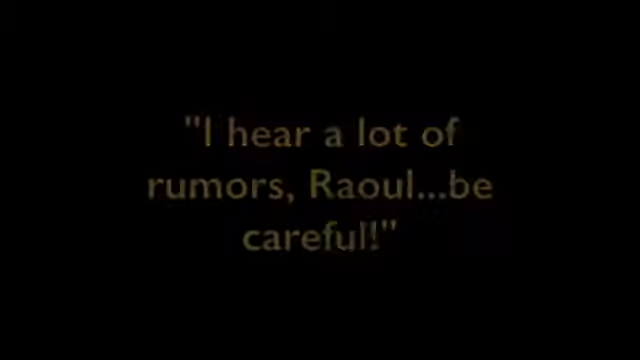 "I hear a lot of
rumors, Raoul...be
careful!"